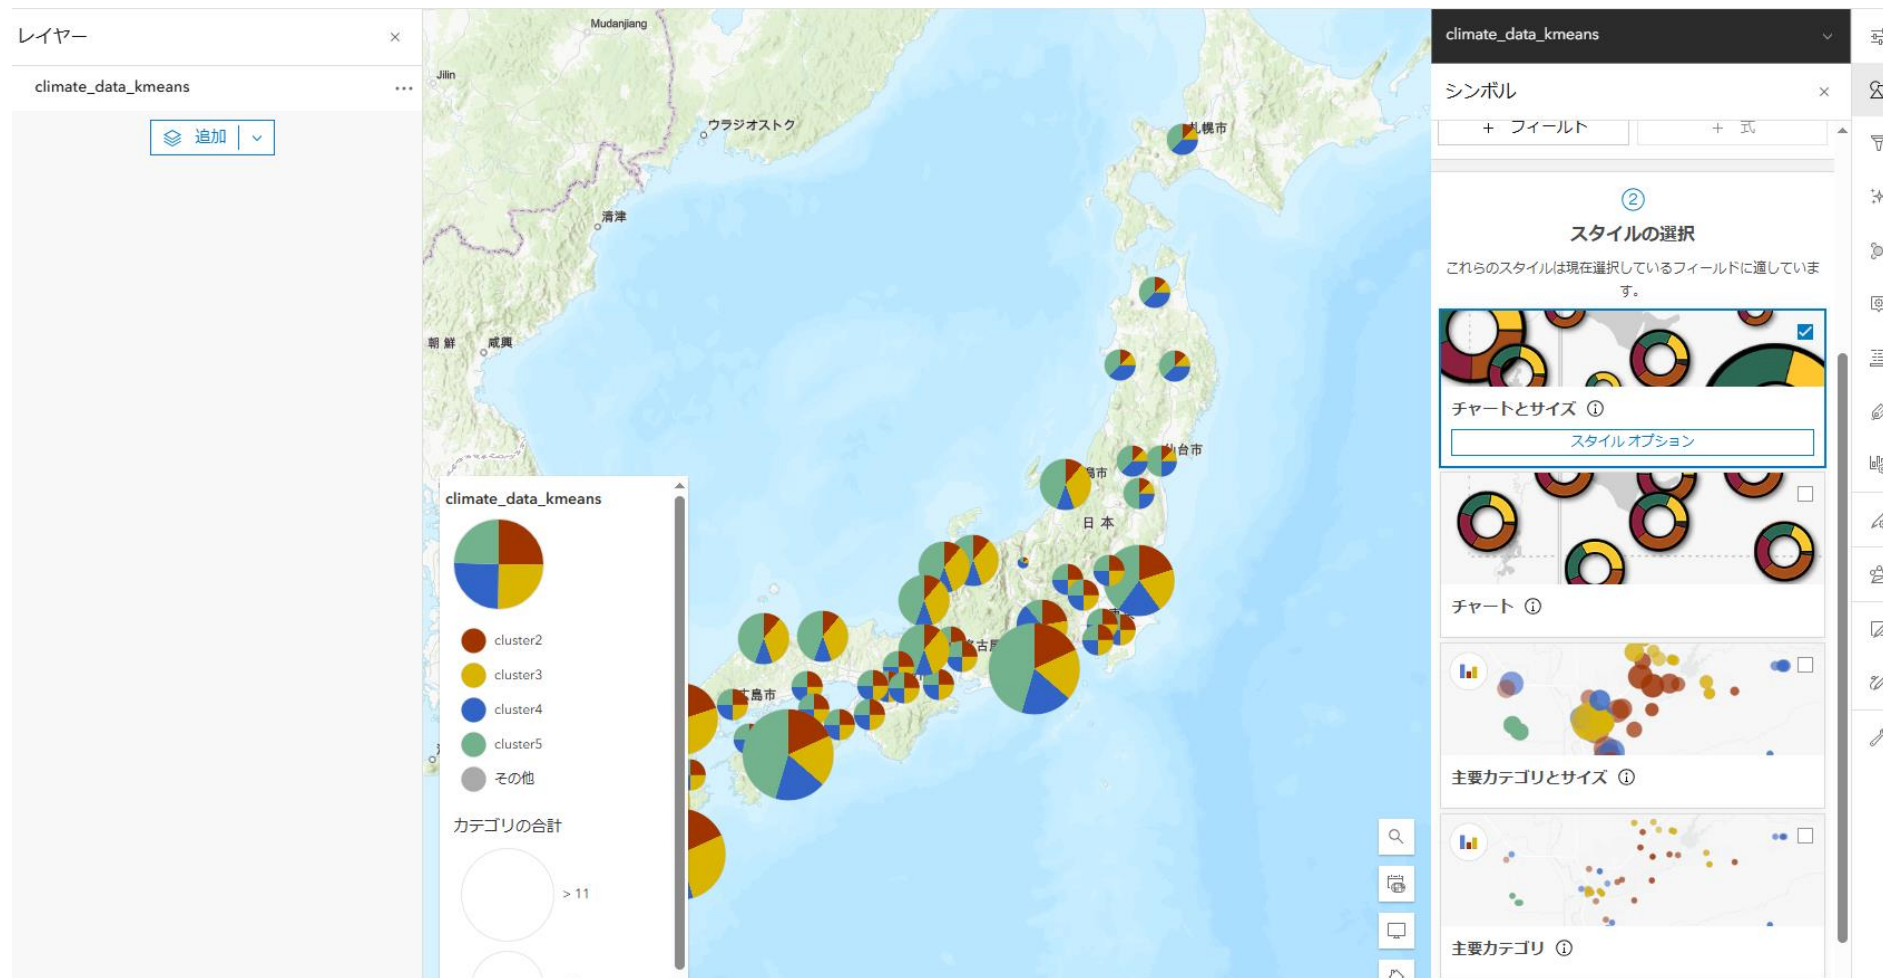 レイヤー
climate_data_kmeans
追加
Mudanjiang
Jilin
ウラジオストク
札幌市
清津
朝 鮮
咸興
仙台市
島市
日 本
名古屋
市
広島市
climate_data_kmeans
cluster2
cluster3
cluster4
cluster5
その他
カテゴリの合計
> 11
climate_data_kmeans
シンボル
+ フィールド
+ 式
2
スタイルの選択
これらのスタイルは現在選択しているフィールドに適していま
す。
チャートとサイズ
スタイル オプション
チャート
主要カテゴリとサイズ
主要カテゴリ